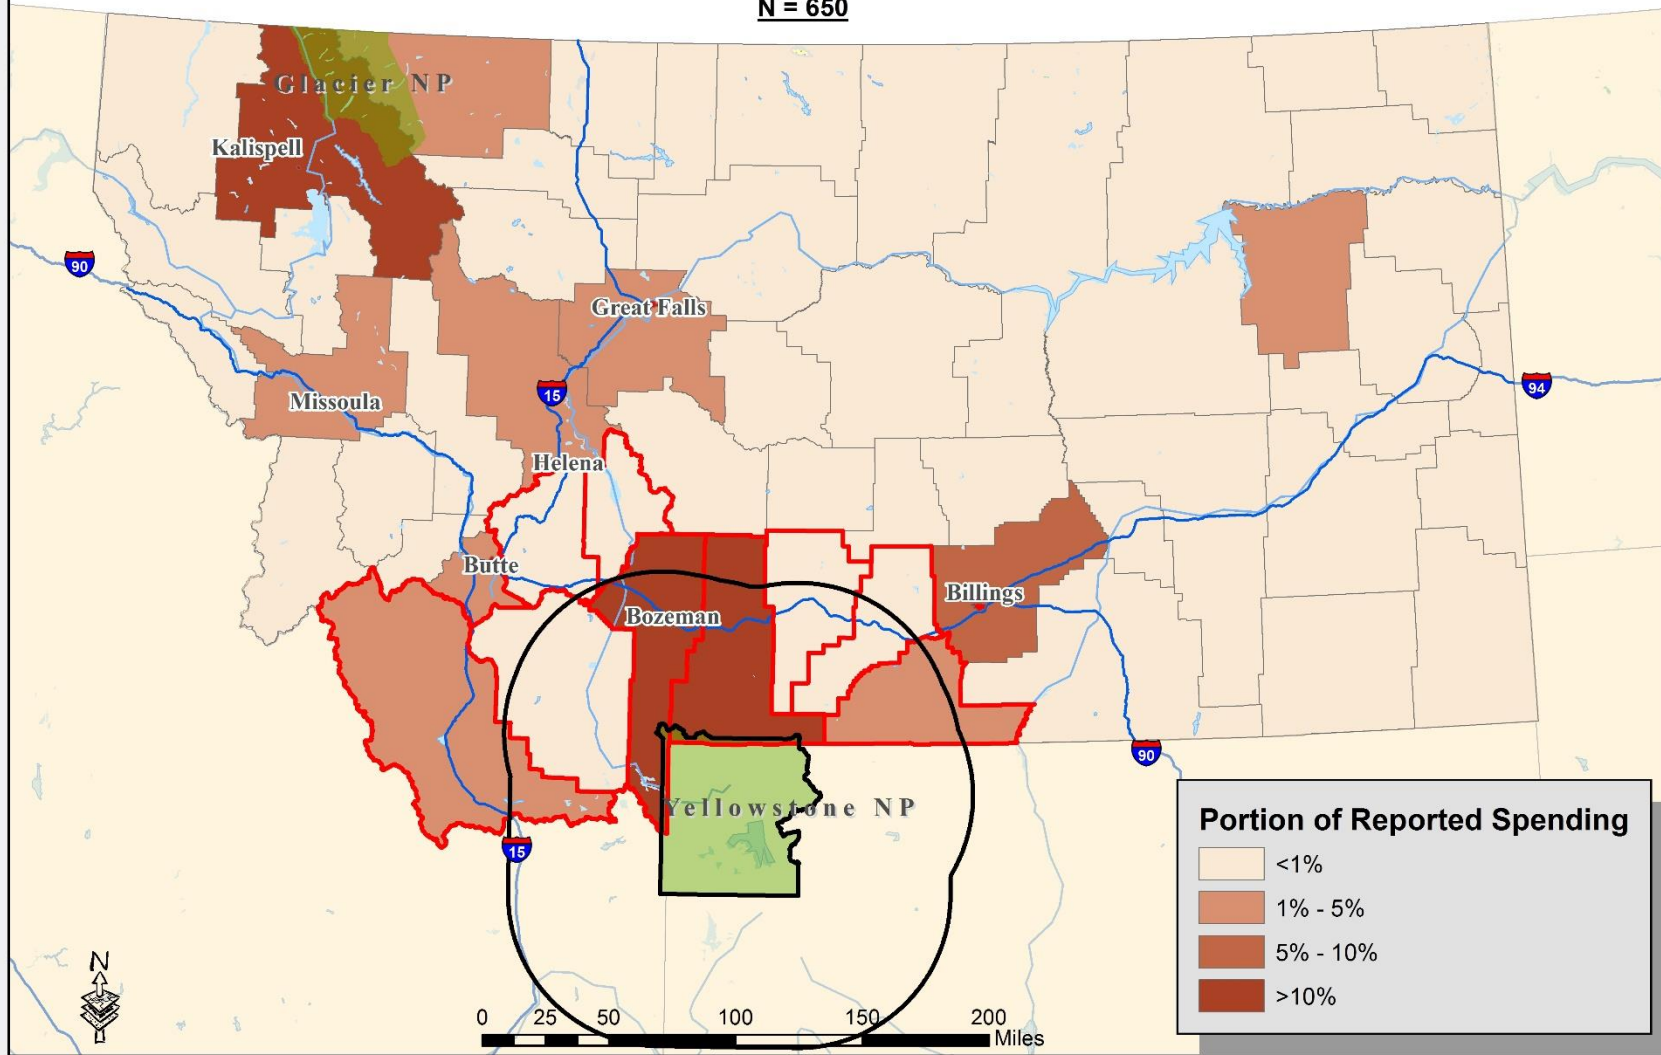 N = 650
Glacier NP
Kalispell
90
Great Falls
15
94
Missoula
Helena
Butte
Billings
Bozeman
90
Yellowstone NP
15
Portion of Reported Spending
<1%
1% - 5%
5% - 10%
>10%
N
0 25 50 100 150 200
Miles